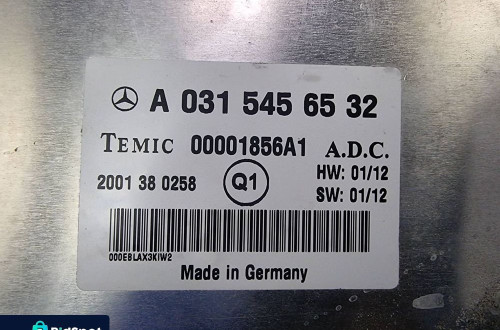 A 031 545 65 32
TEMIC 00001856A1 A.D.C.
2001 38 0258 Q1 HW: 01/12
SW: 01/12
000EBLAX3KIW2
Made in Germany
BidSpot